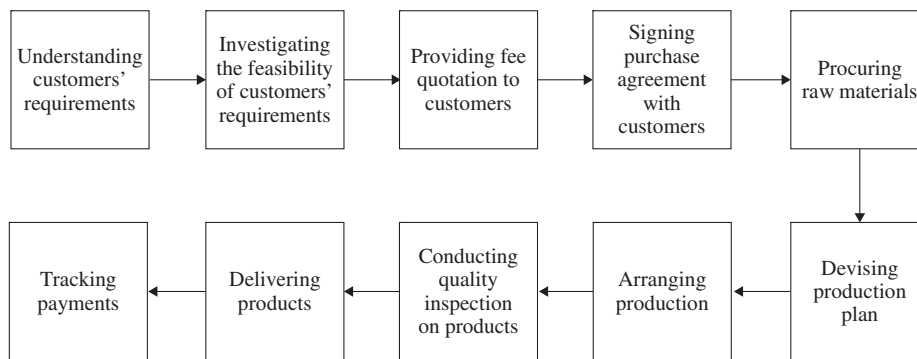 Understanding
customers’
requirements
Investigating
the feasibility
of customers’
requirements
Providing fee
quotation to
customers
Signing
purchase
agreement
with
customers
Procuring
raw materials
Devising
production
plan
Arranging
production
Conducting
quality
inspection
on products
Delivering
products
Tracking
payments